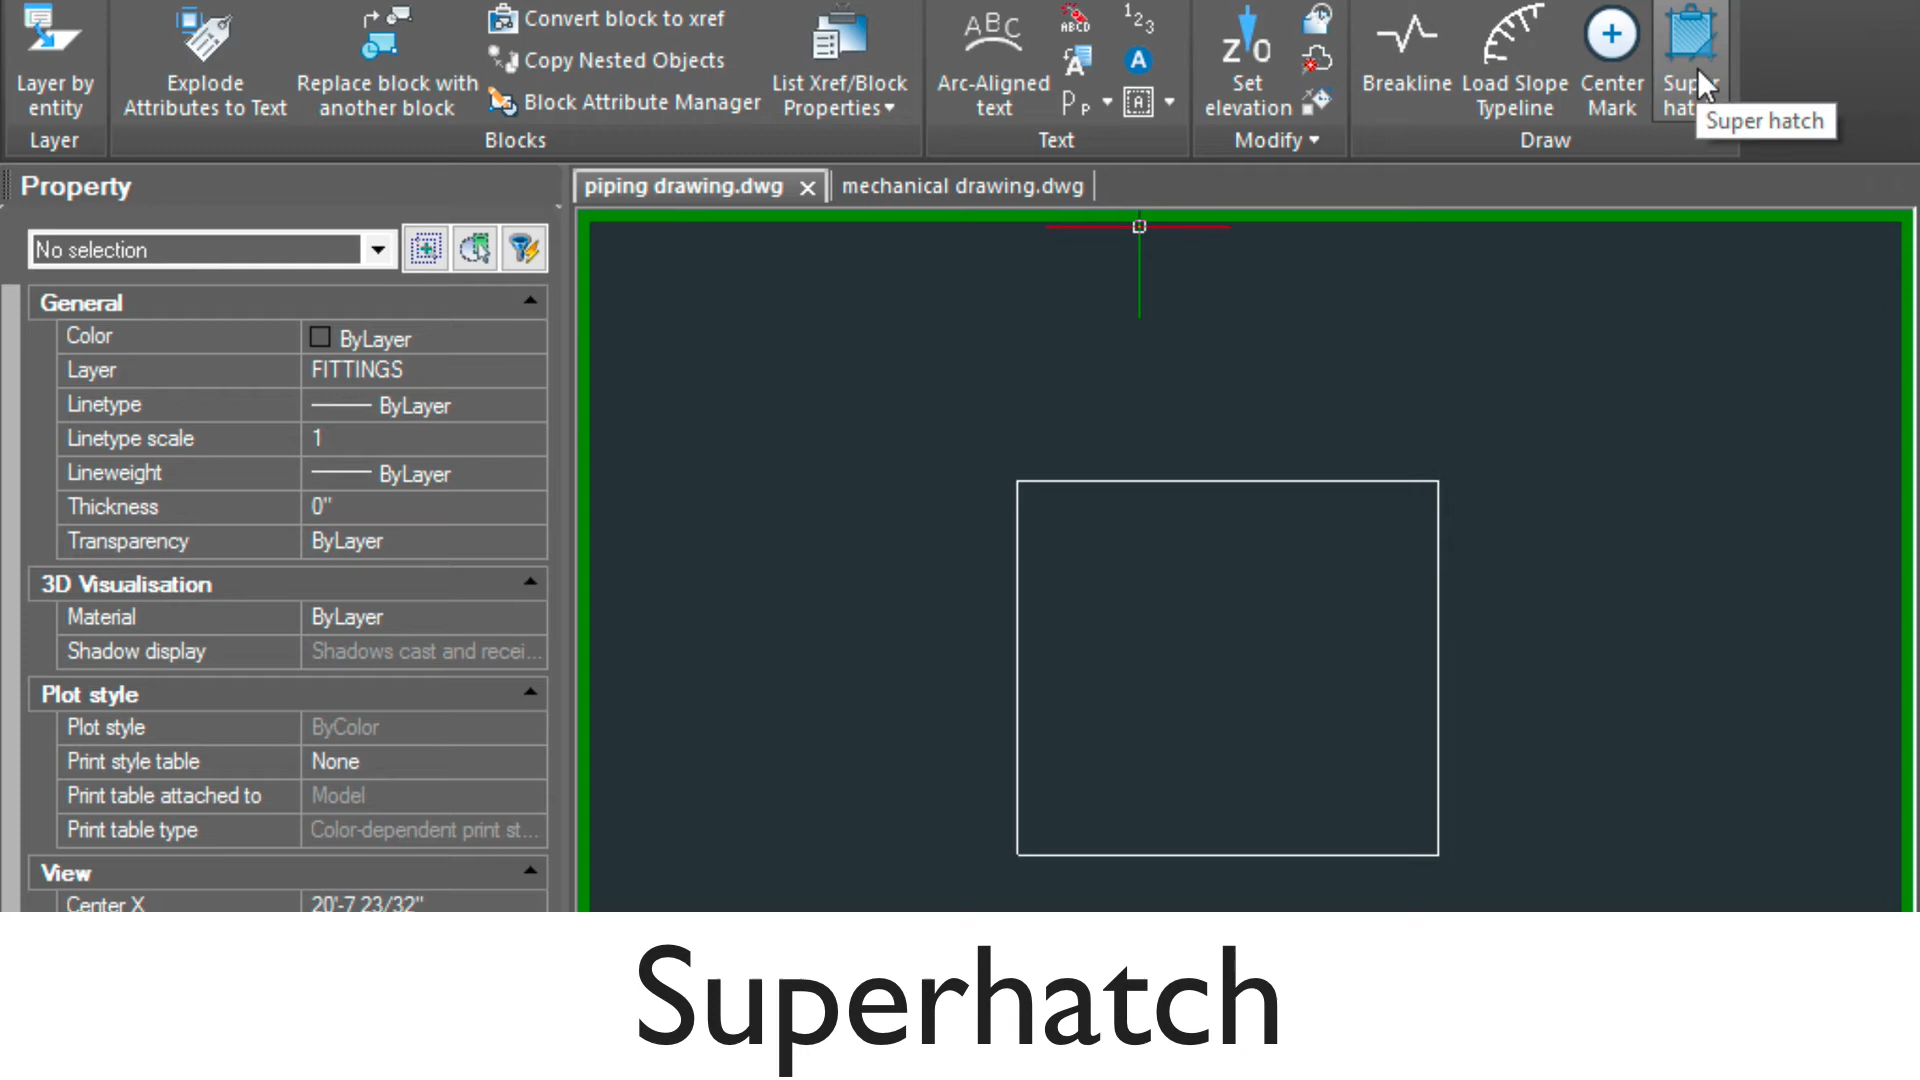 Layer by
entity
Layer
Explode
Attributes to Text
Replace block with
another block
Convert block to xref
Copy Nested Objects
Block Attribute Manager
List Xref/Block
Properties
Blocks
ABC
Arc-Aligned
text
ABCD
A
Pp
123
A
[A]
Text
Z 0
Set
elevation
Modify
Breakline
Load Slope
Typeline
Center
Mark
Draw
Super hatch
Property
piping drawing.dwg
mechanical drawing.dwg
No selection
General
Color ByLayer
Layer FITTINGS
Linetype ByLayer
Linetype scale 1
Lineweight ByLayer
Thickness 0"
Transparency ByLayer
3D Visualisation
Material ByLayer
Shadow display Shadows cast and recei...
Plot style
Plot style ByColor
Print style table None
Print table attached to Model
Print table type Color-dependent print st...
View
Center X 20'-7 23/32"
Superhatch